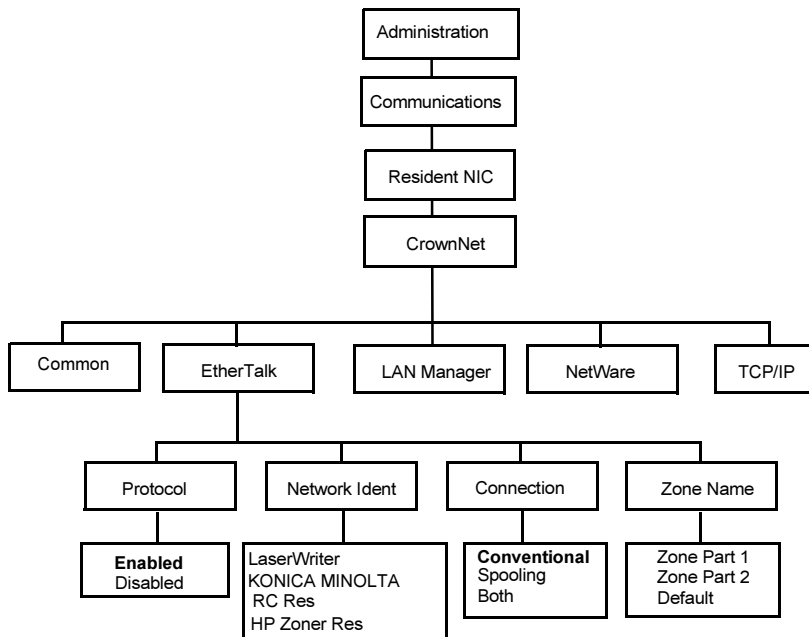 Administration
Communications
Resident NIC
CrownNet
Common
EtherTalk
LAN Manager
NetWare
TCP/IP
Protocol
Network Ident
Connection
Zone Name
Enabled
Disabled
LaserWriter
KONICA MINOLTA
RC Res
HP Zoner Res
Conventional
Spooling
Both
Zone Part 1
Zone Part 2
Default